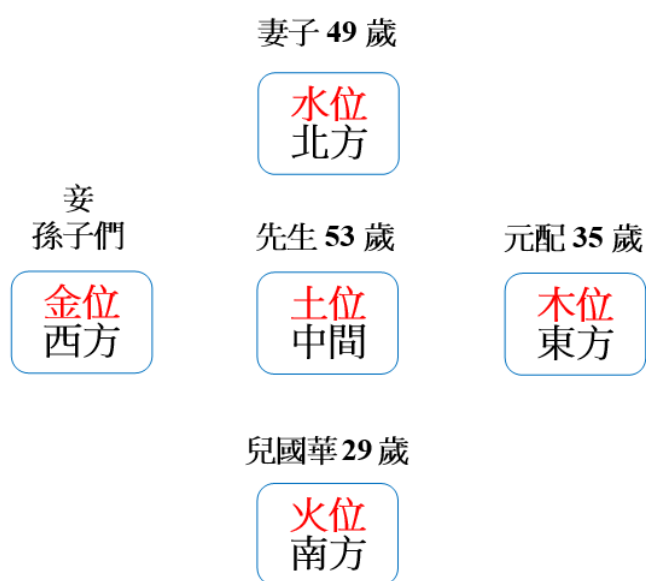 妻子 49 歲
水位
北方
妾
孫子們
金位
西方
先生 53 歲
土位
中間
元配 35 歲
木位
東方
兒國華 29 歲
火位
南方